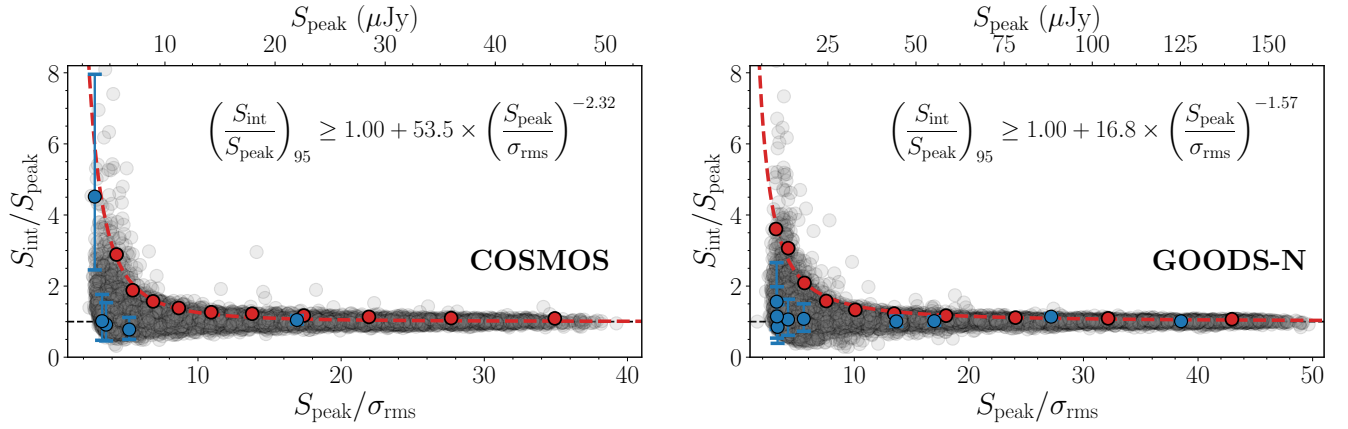 S_peak (μJy)
10 20 30 40 50
8
6
4
2
1
0
S_int/S_peak
(S_int/S_peak)_95 ≥ 1.00 + 53.5 × (S_peak/σ_rms)^−2.32
COSMOS
10 20 30 40
S_peak/σ_rms
S_peak (μJy)
25 50 75 100 125 150
8
6
4
2
1
0
S_int/S_peak
(S_int/S_peak)_95 ≥ 1.00 + 16.8 × (S_peak/σ_rms)^−1.57
GOODS-N
10 20 30 40 50
S_peak/σ_rms